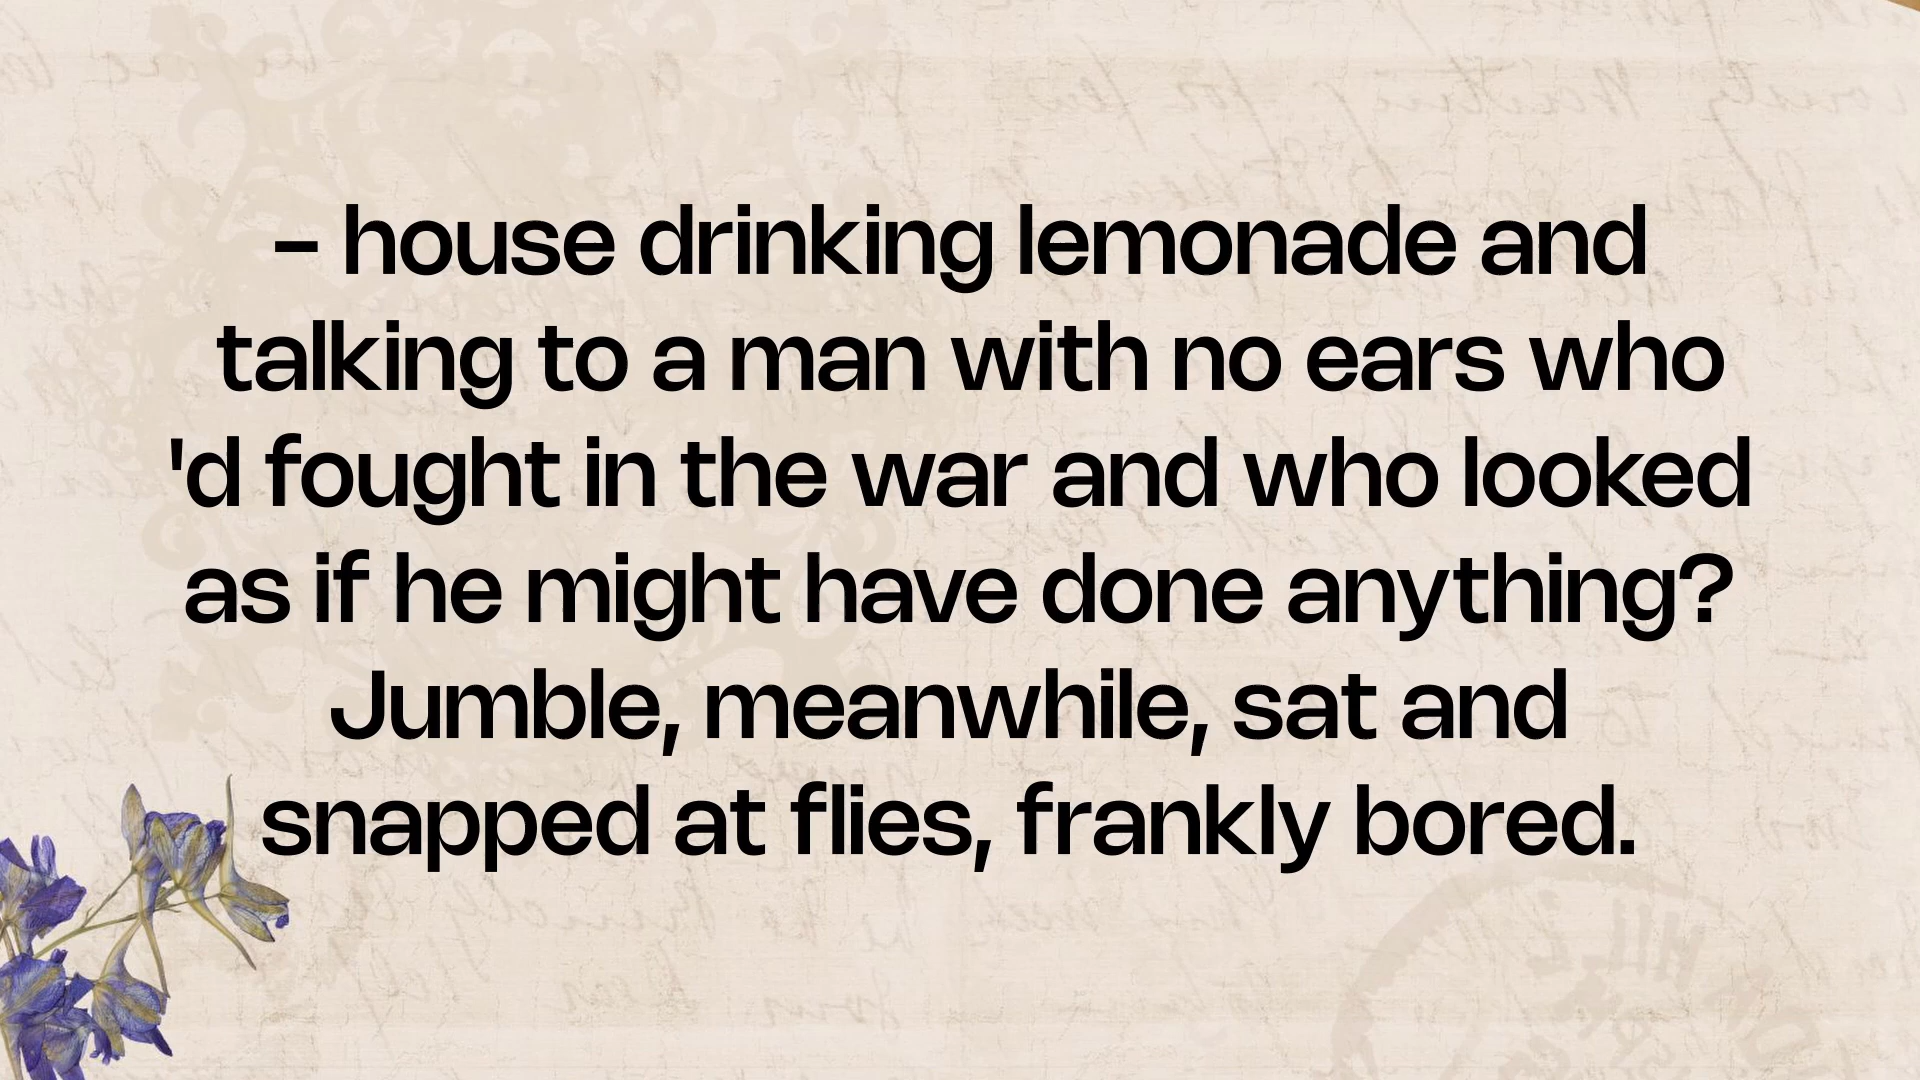 – house drinking lemonade and
talking to a man with no ears who
'd fought in the war and who looked
as if he might have done anything?
Jumble, meanwhile, sat and
snapped at flies, frankly bored.